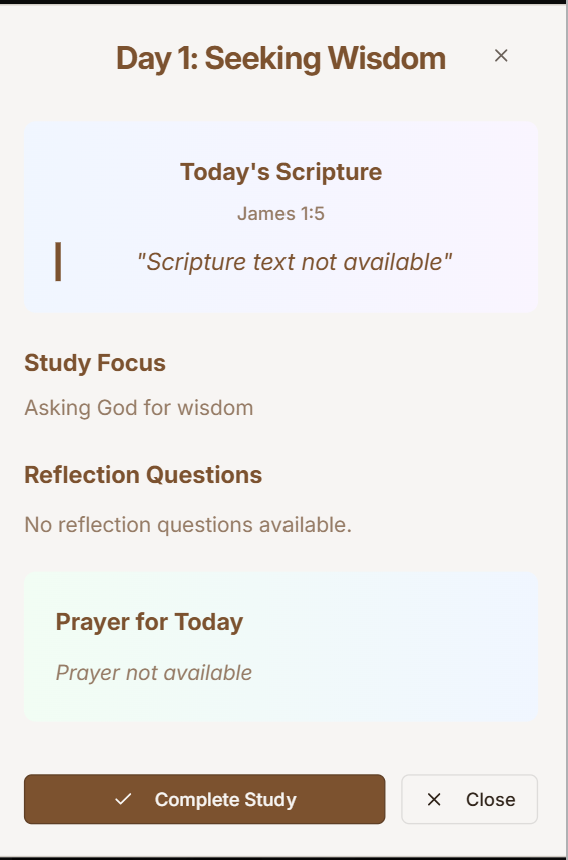 Day 1: Seeking Wisdom
Today's Scripture
James 1:5
"Scripture text not available"
Study Focus
Asking God for wisdom
Reflection Questions
No reflection questions available.
Prayer for Today
Prayer not available
Complete Study
Close